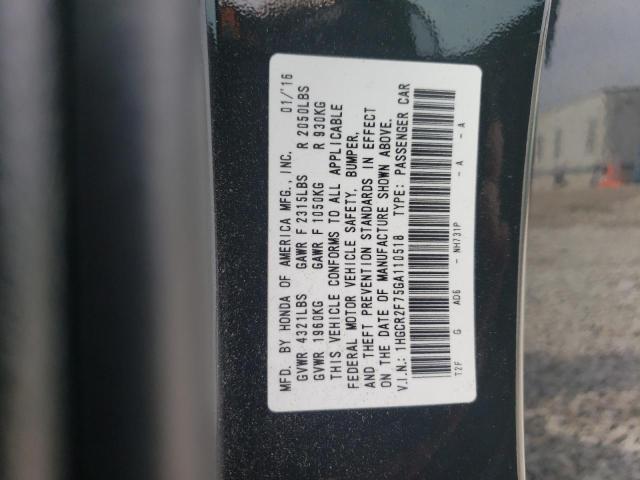 MFD. BY HONDA OF AMERICA MFG., INC. 01/'16
GVWR 4321LBS GAWR F 2315LBS R 2050LBS
GVWR 1960KG GAWR F 1050KG R 930KG
THIS VEHICLE CONFORMS TO ALL APPLICABLE
FEDERAL MOTOR VEHICLE SAFETY, BUMPER,
AND THEFT PREVENTION STANDARDS IN EFFECT
ON THE DATE OF MANUFACTURE SHOWN ABOVE.
V.I.N.: 1HGCR2F75GA110518 TYPE: PASSENGER CAR
T2F G AD6 - NH731P - A - A